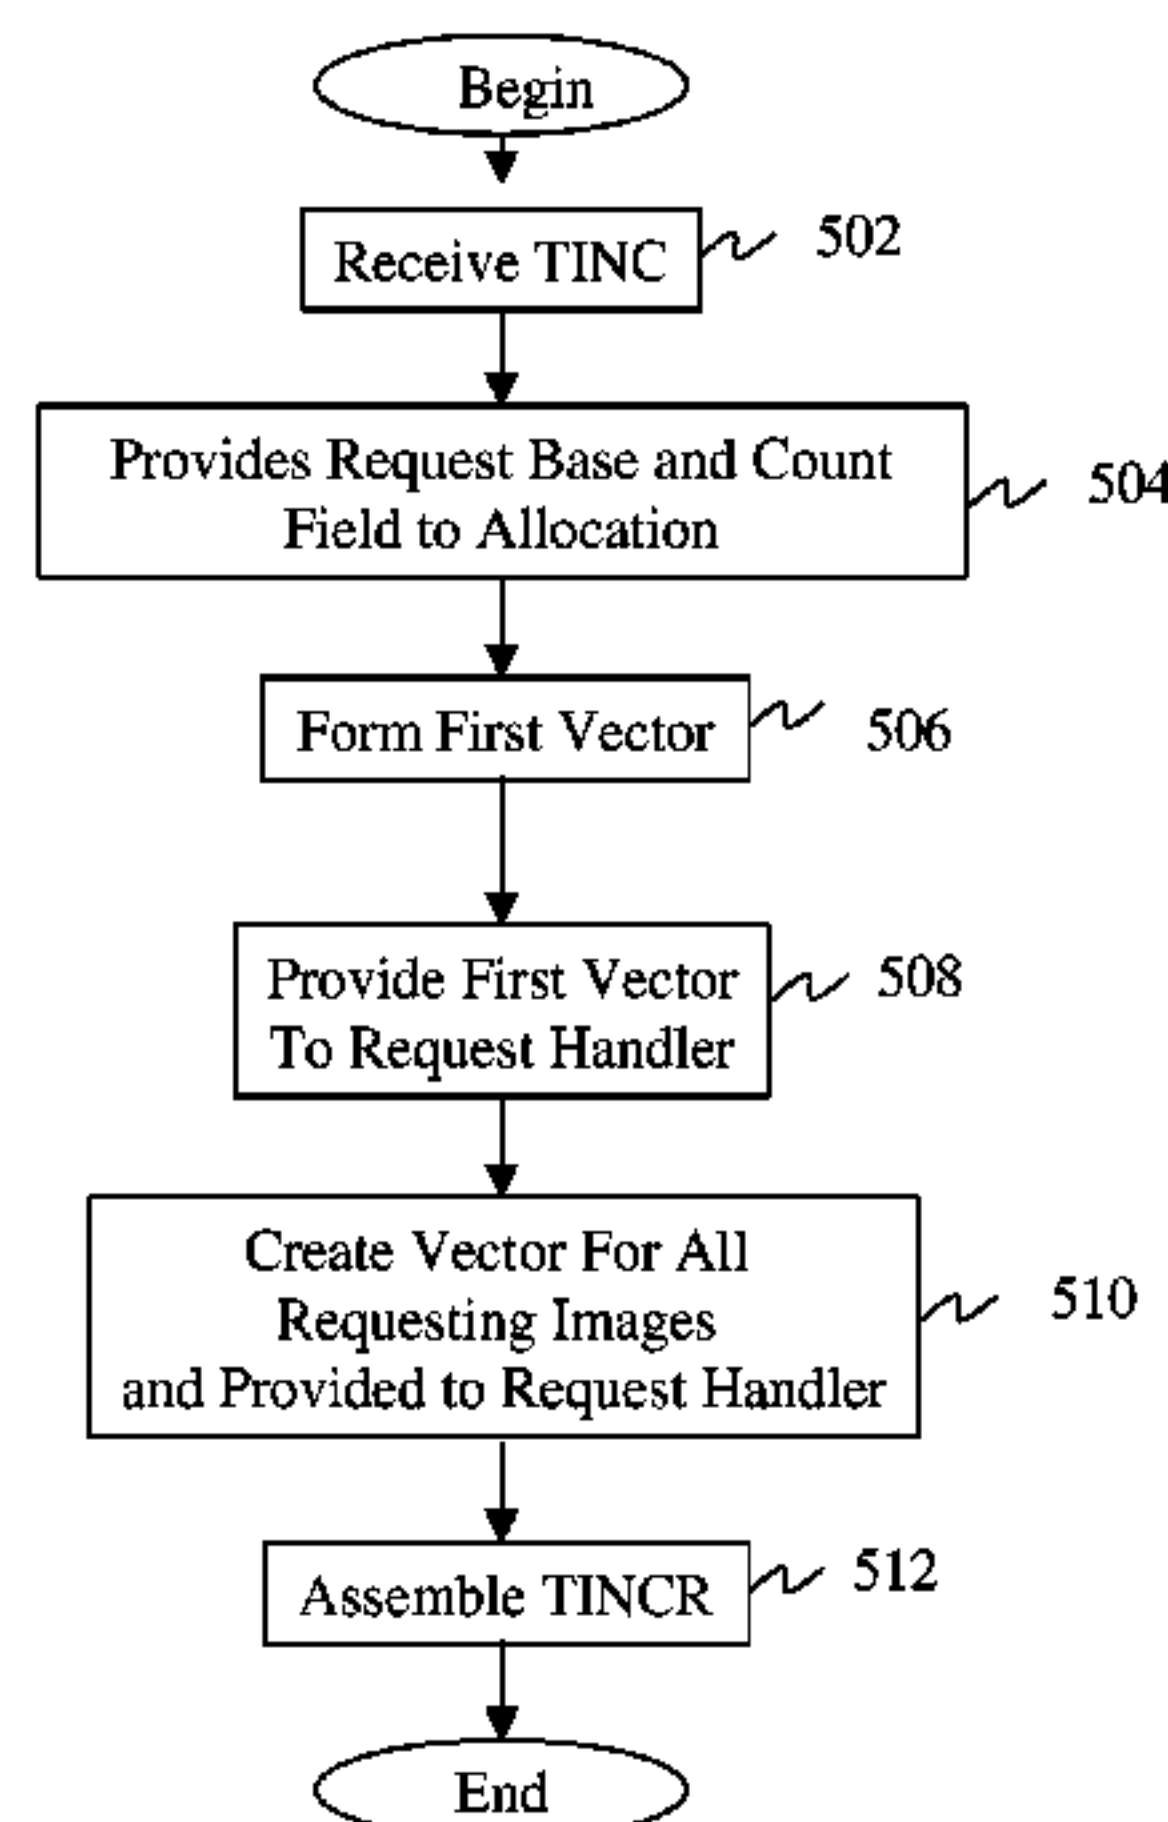 Begin
Receive TINC
502
Provides Request Base and Count
Field to Allocation
504
Form First Vector
506
Provide First Vector
To Request Handler
508
Create Vector For All
Requesting Images
and Provided to Request Handler
510
Assemble TINCR
512
End